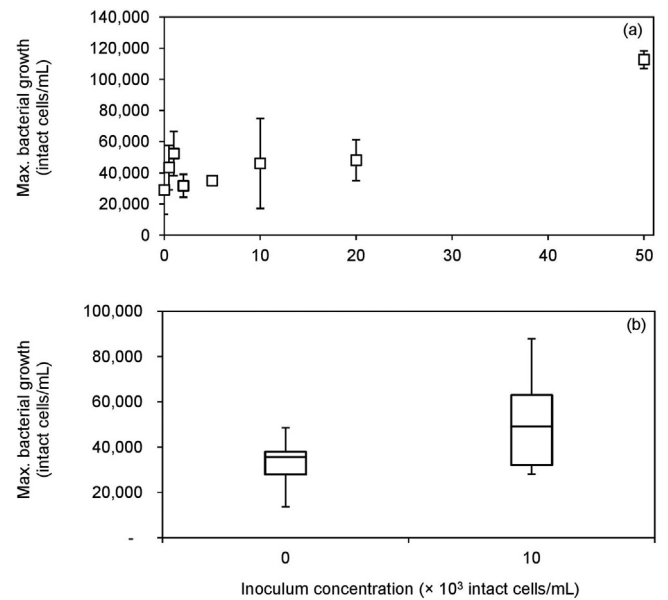 (a)
Max. bacterial growth
(intact cells/mL)
140,000
120,000
100,000
80,000
60,000
40,000
20,000
0
0 10 20 30 40 50
(b)
Max. bacterial growth
(intact cells/mL)
100,000
80,000
60,000
40,000
20,000
-
0 10
Inoculum concentration (× 10³ intact cells/mL)